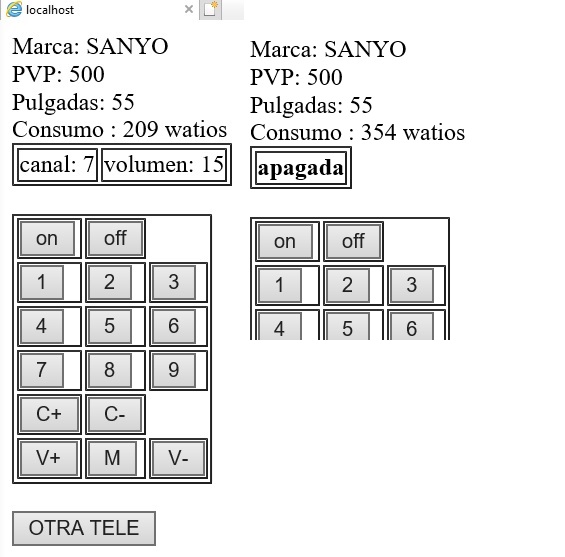 localhost
Marca: SANYO
PVP: 500
Pulgadas: 55
Consumo : 209 watios
canal: 7 volumen: 15
on off
1 2 3
4 5 6
7 8 9
C+ C-
V+ M V-
OTRA TELE
Marca: SANYO
PVP: 500
Pulgadas: 55
Consumo : 354 watios
apagada
on off
1 2 3
4 5 6